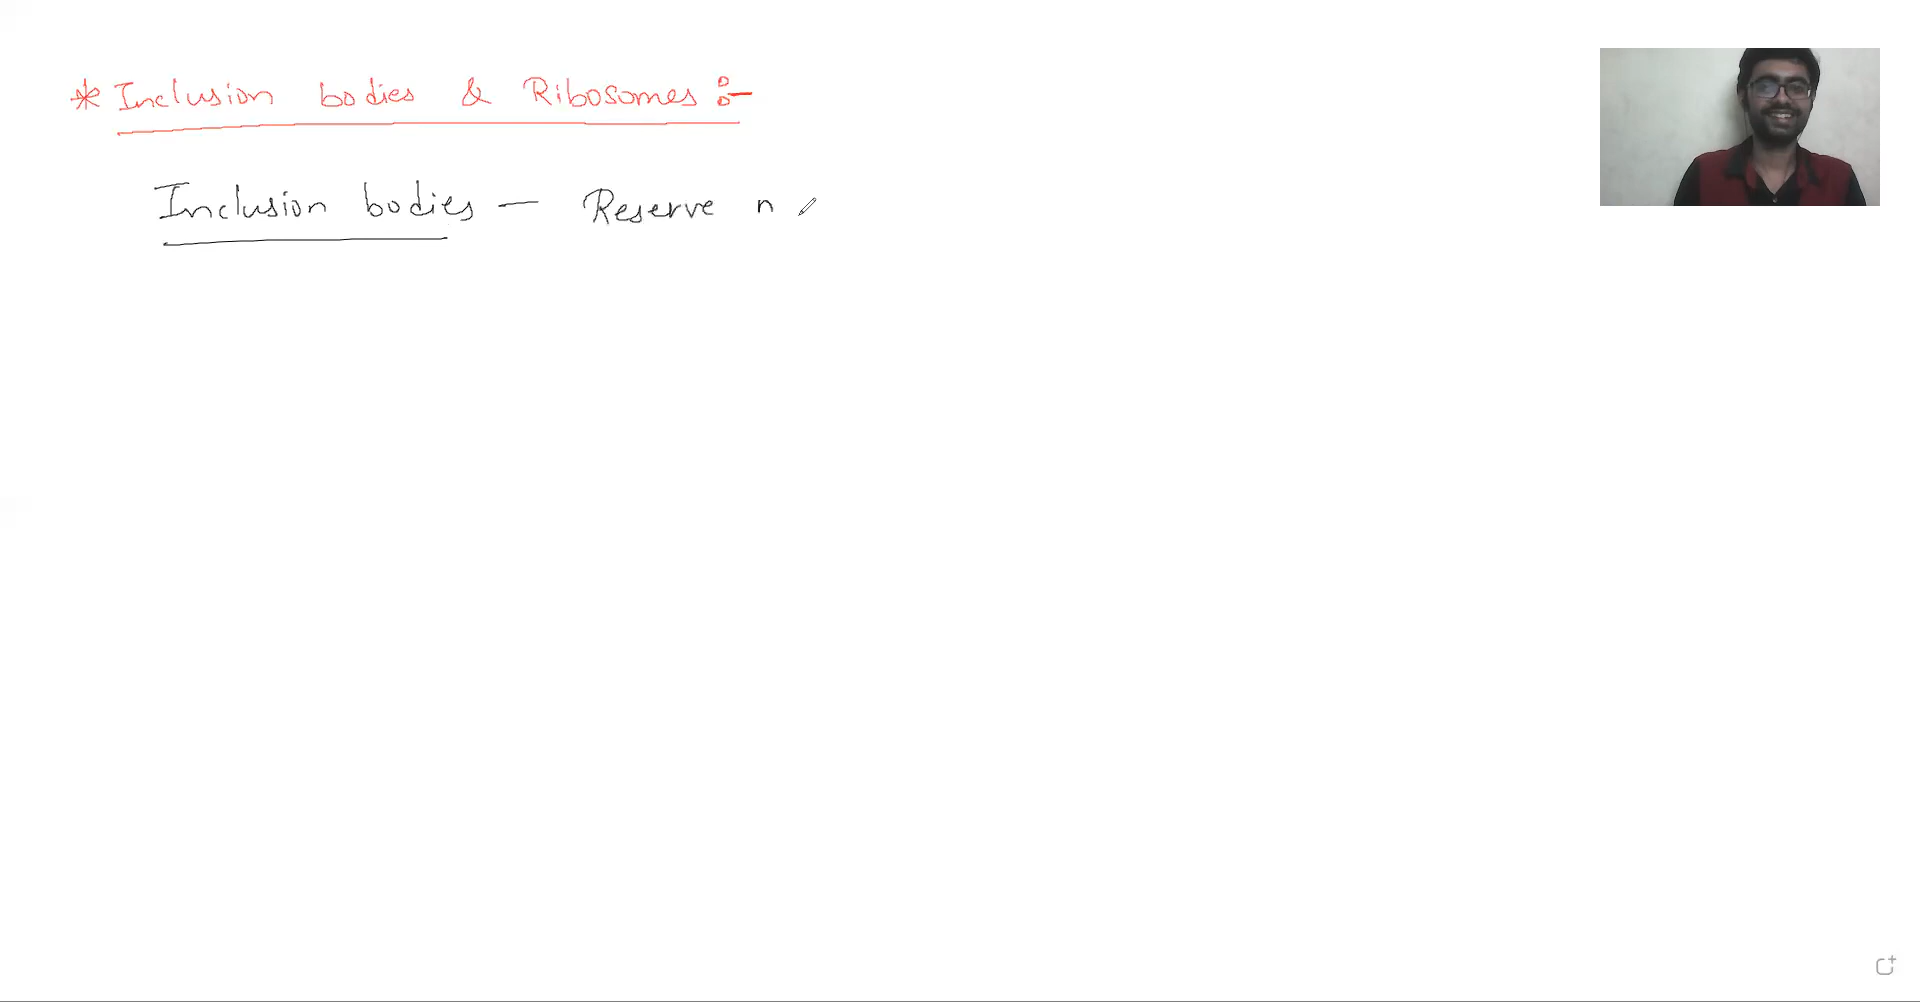 * Inclusion bodies & Ribosomes :-
Inclusion bodies — Reserve n